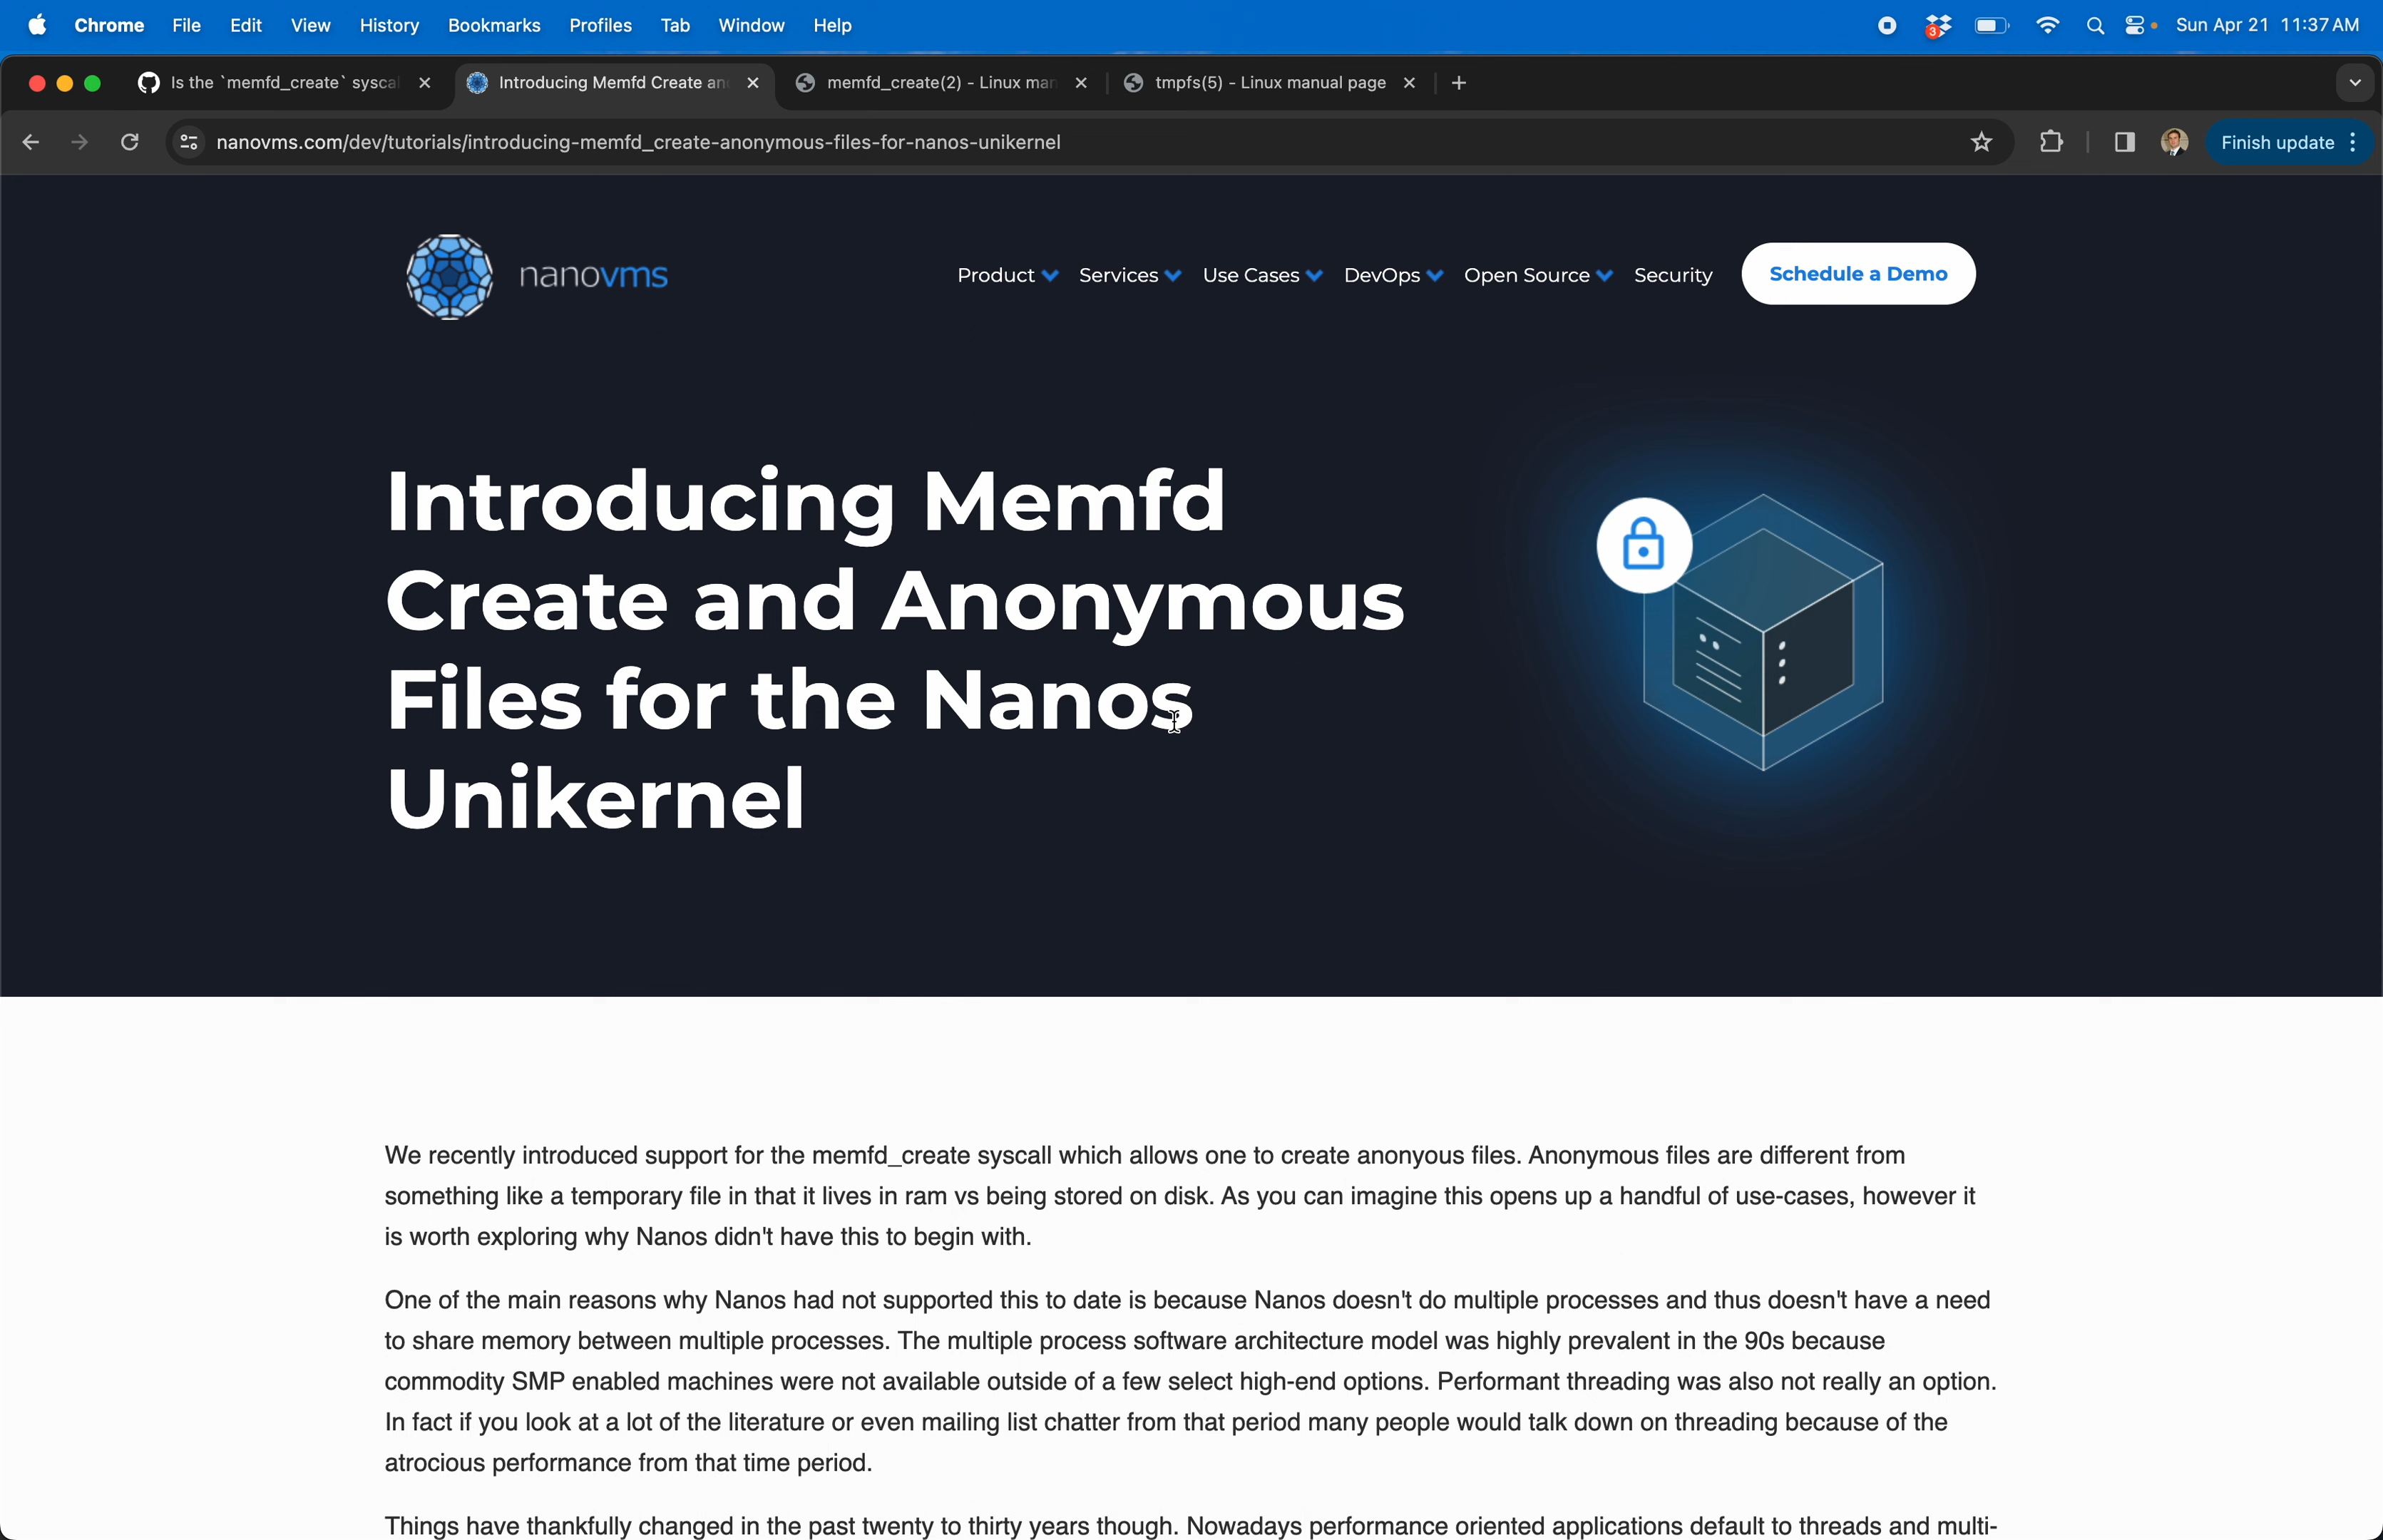 Chrome File Edit View History Bookmarks Profiles Tab Window Help 3 Sun Apr 21 11:37 AM
Is the `memfd_create` sysca Introducing Memfd Create an memfd_create(2) - Linux man tmpfs(5) - Linux manual page
nanovms.com/dev/tutorials/introducing-memfd_create-anonymous-files-for-nanos-unikernel Finish update
nanovms Product Services Use Cases DevOps Open Source Security Schedule a Demo
Introducing Memfd
Create and Anonymous
Files for the Nanos
Unikernel
We recently introduced support for the memfd_create syscall which allows one to create anonyous files. Anonymous files are different from
something like a temporary file in that it lives in ram vs being stored on disk. As you can imagine this opens up a handful of use-cases, however it
is worth exploring why Nanos didn't have this to begin with.
One of the main reasons why Nanos had not supported this to date is because Nanos doesn't do multiple processes and thus doesn't have a need
to share memory between multiple processes. The multiple process software architecture model was highly prevalent in the 90s because
commodity SMP enabled machines were not available outside of a few select high-end options. Performant threading was also not really an option.
In fact if you look at a lot of the literature or even mailing list chatter from that period many people would talk down on threading because of the
atrocious performance from that time period.
Things have thankfully changed in the past twenty to thirty years though. Nowadays performance oriented applications default to threads and multi-